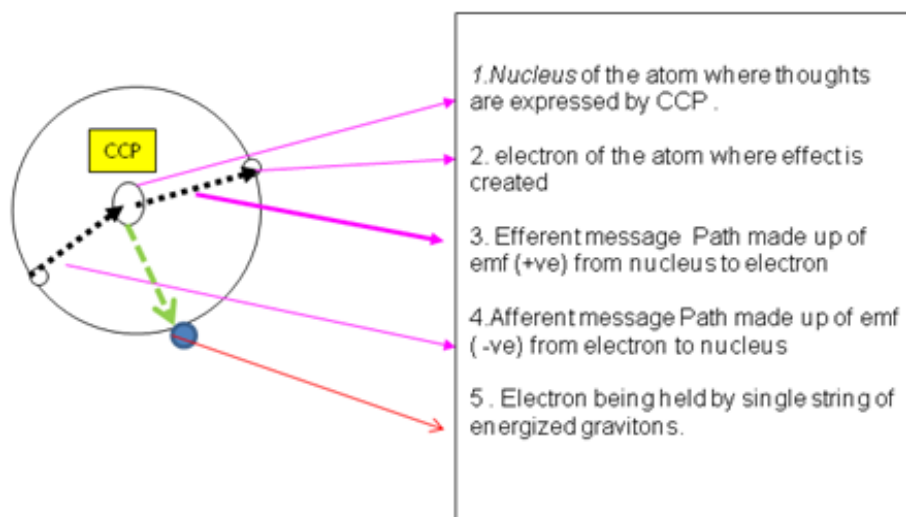 CCP
1.Nucleus of the atom where thoughts
are expressed by CCP .
2. electron of the atom where effect is
created
3. Efferent message Path made up of
emf (+ve) from nucleus to electron
4.Afferent message Path made up of emf
( -ve) from electron to nucleus
5 . Electron being held by single string of
energized gravitons.